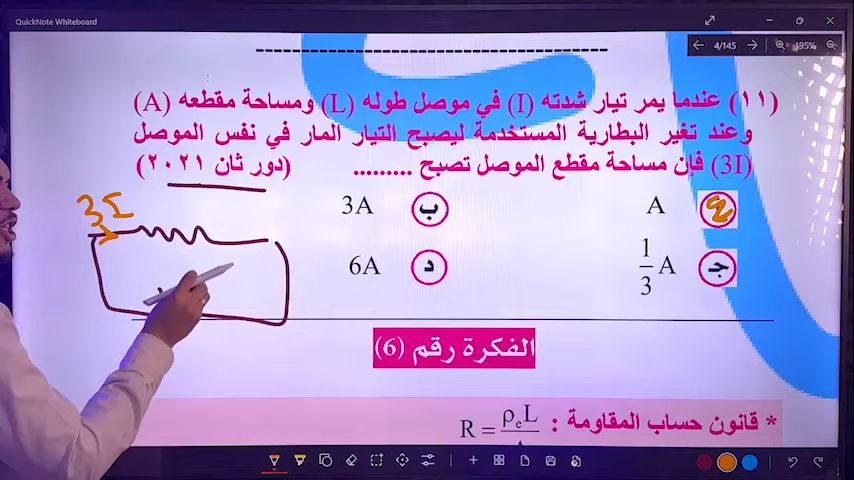 QuickNote Whiteboard
4/145
195%
(١١) عندما يمر تيار شدته (I) في موصل طوله (L) ومساحة مقطعه (A)
وعند تغير البطارية المستخدمة ليصبح التيار المار في نفس الموصل
(3I) فإن مساحة مقطع الموصل تصبح ......... (دور ثان ٢٠٢١)
A
ب 3A
جـ 1/3 A
د 6A
3I
الفكرة رقم (6)
* قانون حساب المقاومة : R = ρeL